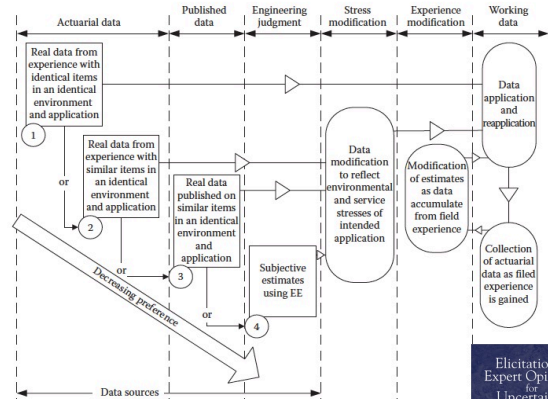 Actuarial data
Published
data
Engineering
judgment
Stress
modification
Experience
modification
Working
data
Real data from
experience with
identical items
in an identical
environment
and application
1
or
Real data from
experience with
similar items in
an identical
environment
and application
2
or
Real data
published on
similar items in
an identical
environment
and
application
3
or
Subjective
estimates
using EE
4
Data
modification
to reflect
environmental
and service
stresses of
intended
application
Modification
of estimates
as data
accumulate
from field
experience
Data
application
and
reapplication
Collection
of actuarial
data as filed
experience
is gained
Decreasing preference
Data sources
Elicitatio
Expert Opi
for
Uncertai